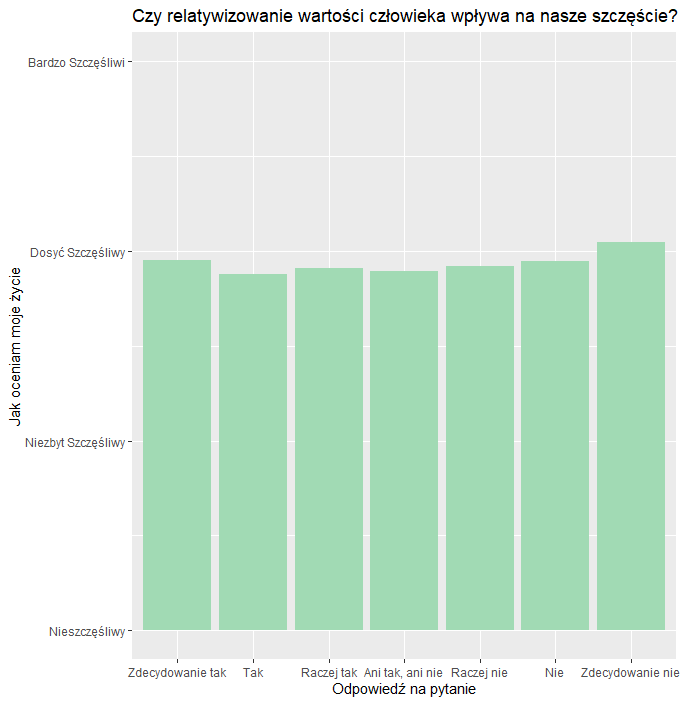 Czy relatywizowanie wartości człowieka wpływa na nasze szczęście?
Bardzo Szczęśliwi
Dosyć Szczęśliwy
Niezbyt Szczęśliwy
Nieszczęśliwy
Jak oceniam moje życie
Zdecydowanie tak Tak Raczej tak Ani tak, ani nie Raczej nie Nie Zdecydowanie nie
Odpowiedź na pytanie